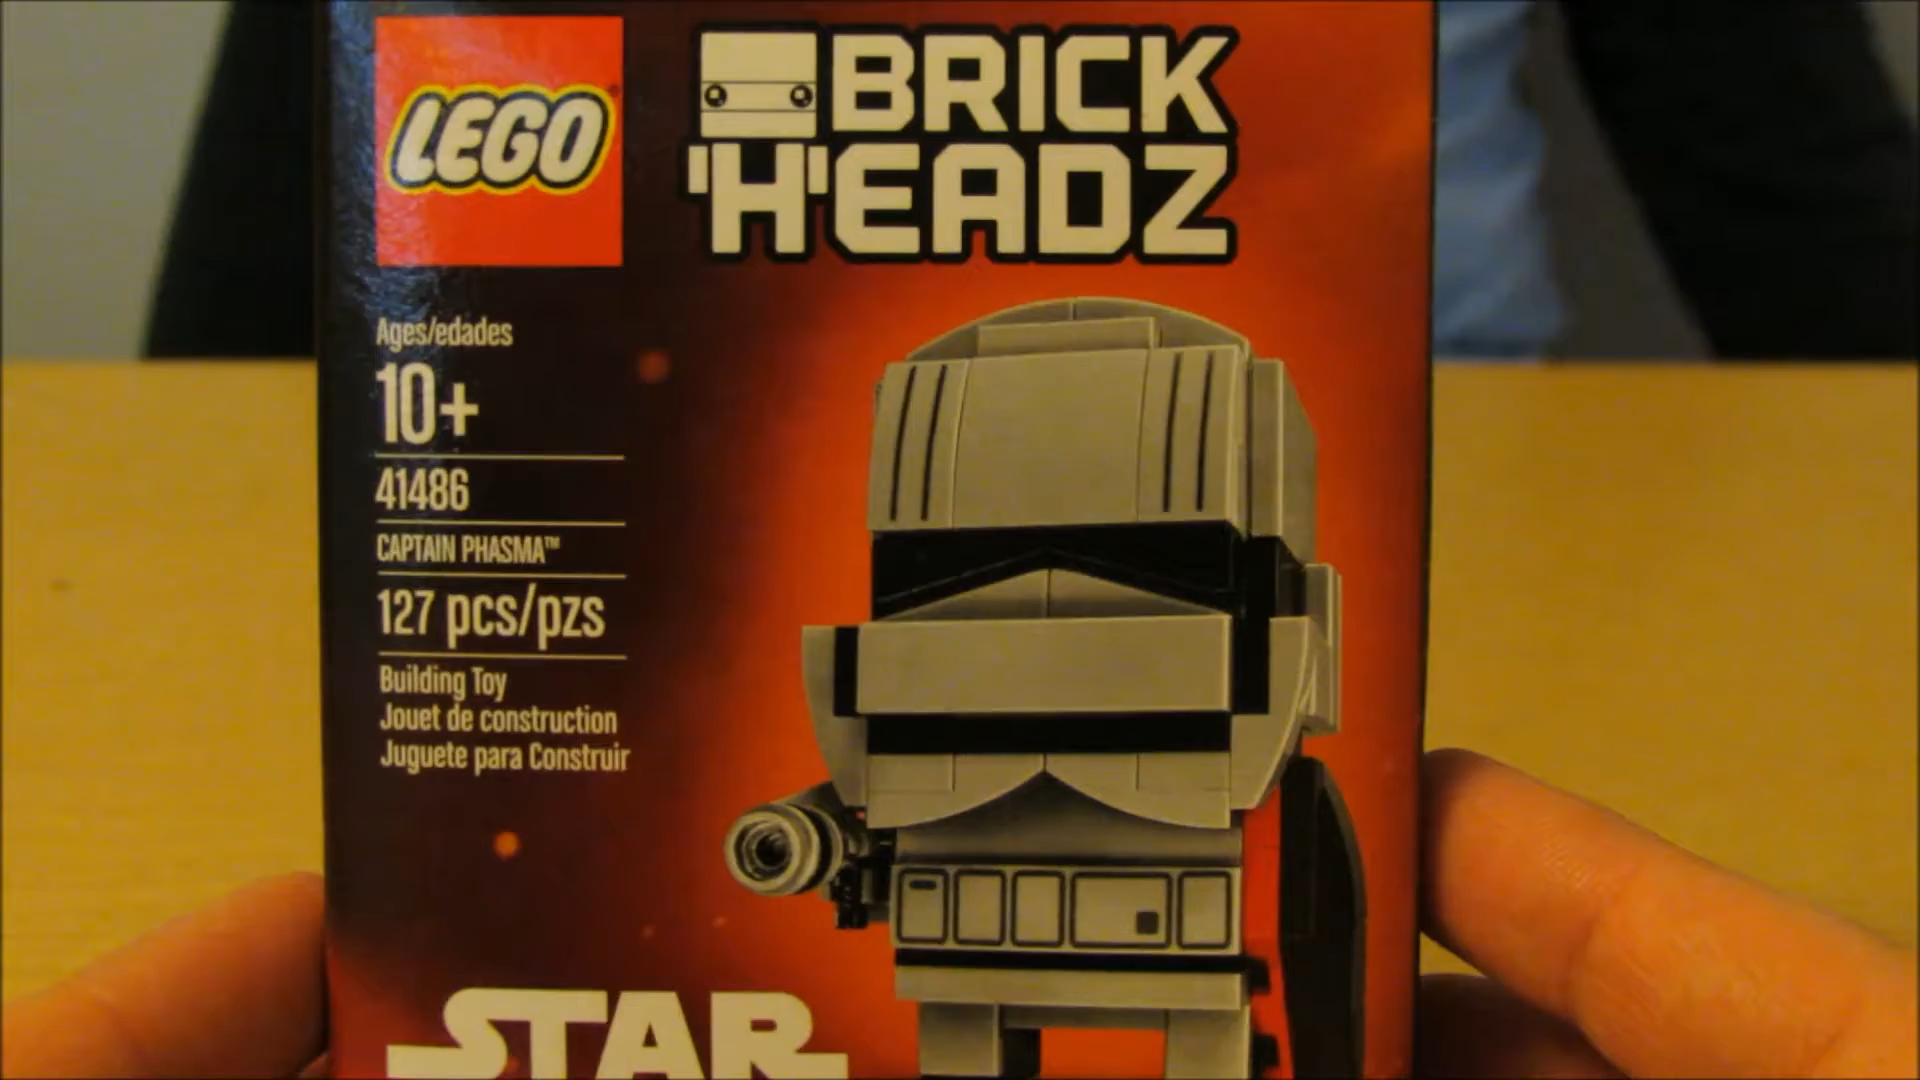 LEGO
BRICK
'H'EADZ
Ages/edades
10+
41486
CAPTAIN PHASMA™
127 pcs/pzs
Building Toy
Jouet de construction
Juguete para Construir
STAR